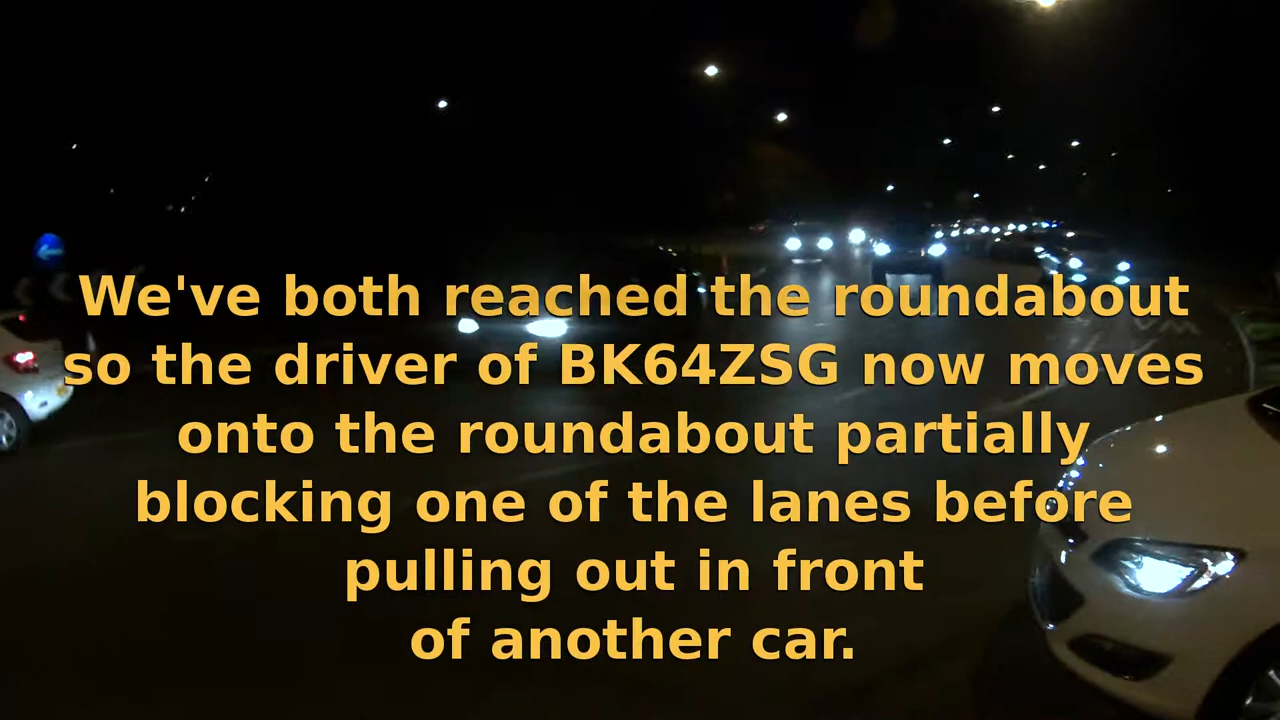 We've both reached the roundabout
so the driver of BK64ZSG now moves
onto the roundabout partially
blocking one of the lanes before
pulling out in front
of another car.